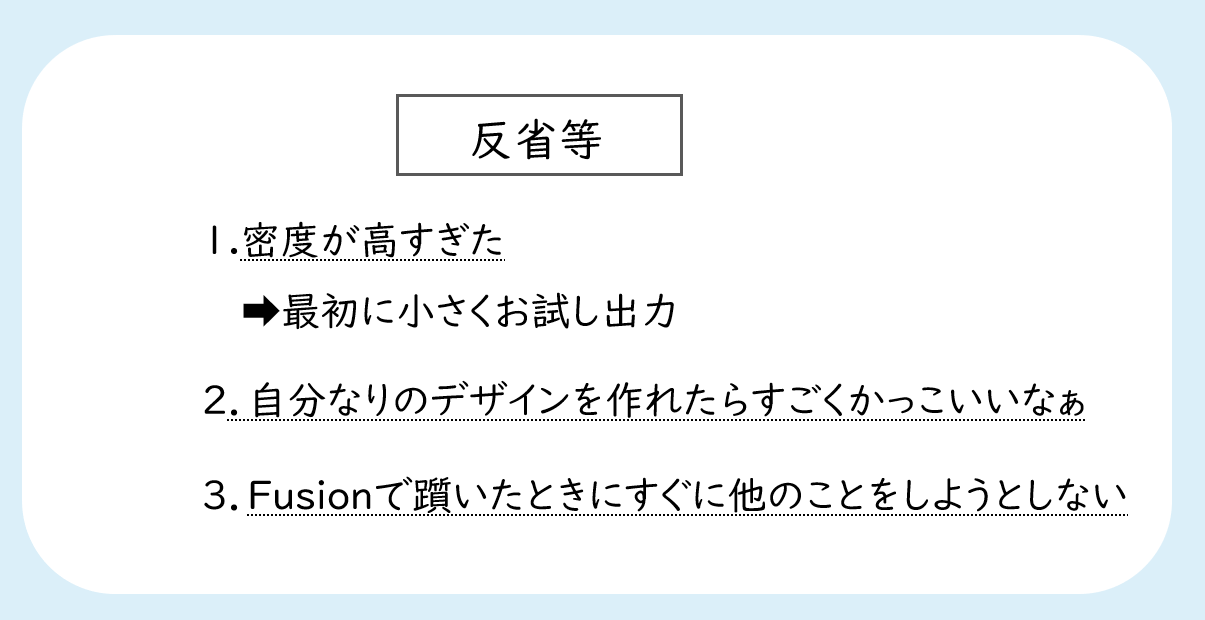 反省等
1.密度が高すぎた
➡最初に小さくお試し出力
2.自分なりのデザインを作れたらすごくかっこいいなぁ
3.Fusionで躓いたときにすぐに他のことをしようとしない